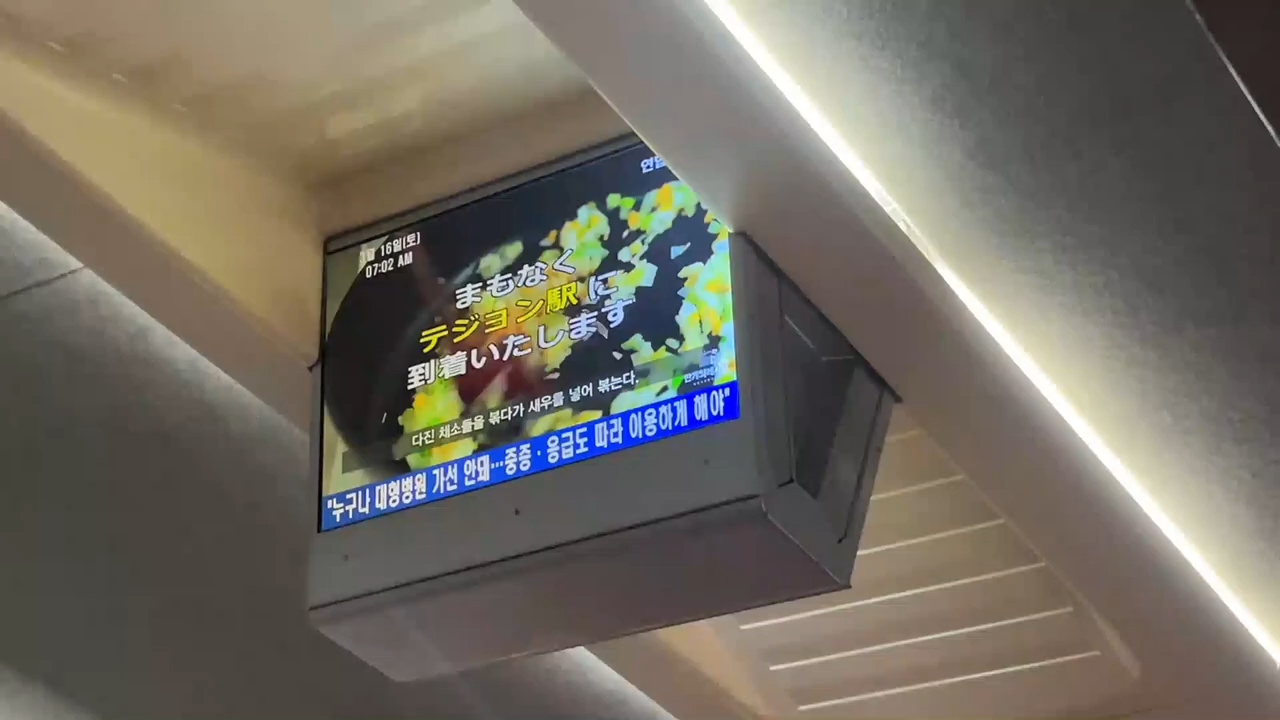 16일(토)
07:02 AM
まもなく
テジョン駅に
到着いたします
다진 채소들을 볶다가 새우를 넣어 볶는다.
"누구나 대형병원 가선 안돼…중증·응급도 따라 이용하게 해야"